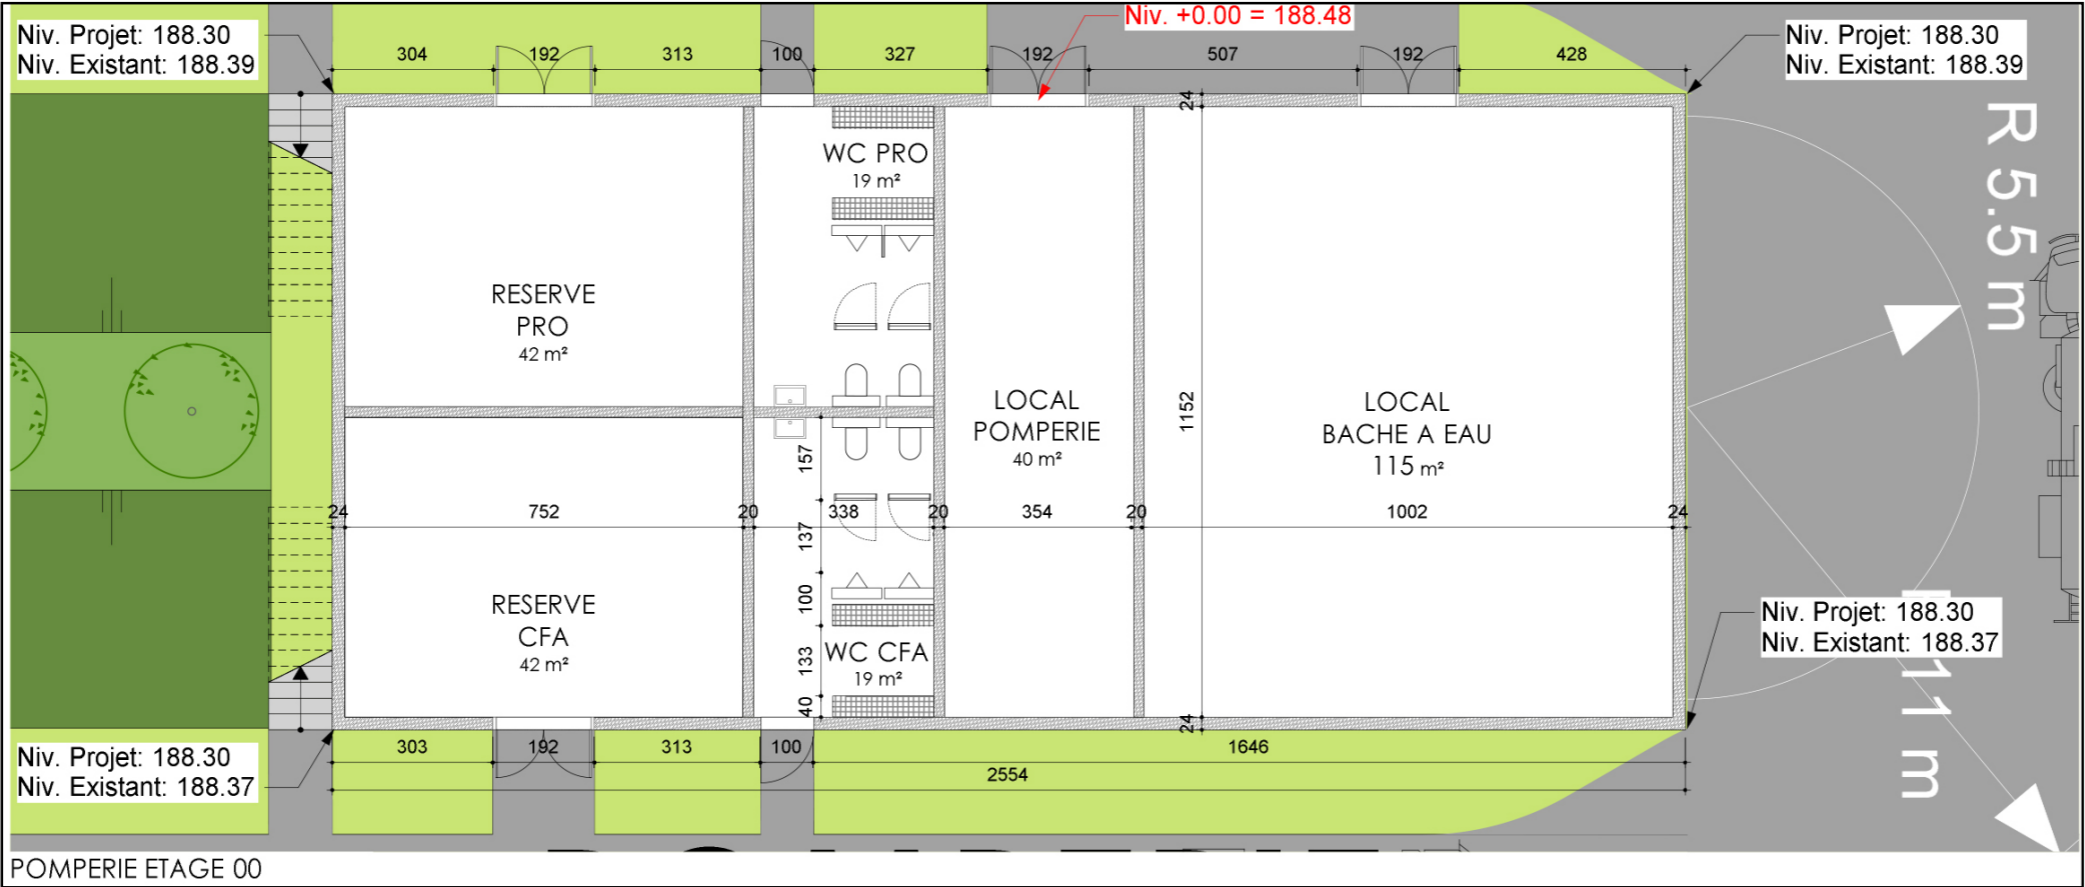 Niv. +0.00 = 188.48
Niv. Projet: 188.30
Niv. Existant: 188.39
Niv. Projet: 188.30
Niv. Existant: 188.39
304
192
313
100
327
192
507
192
428
24
R 5.5 m
WC PRO
19 m²
RESERVE
PRO
42 m²
LOCAL
POMPERIE
40 m²
1152
LOCAL
BACHE A EAU
115 m²
157
24
752
20
338
20
354
20
1002
24
137
100
RESERVE
CFA
42 m²
WC CFA
19 m²
133
40
24
Niv. Projet: 188.30
Niv. Existant: 188.37
11 m
Niv. Projet: 188.30
Niv. Existant: 188.37
303
192
313
100
1646
2554
POMPERIE ETAGE 00